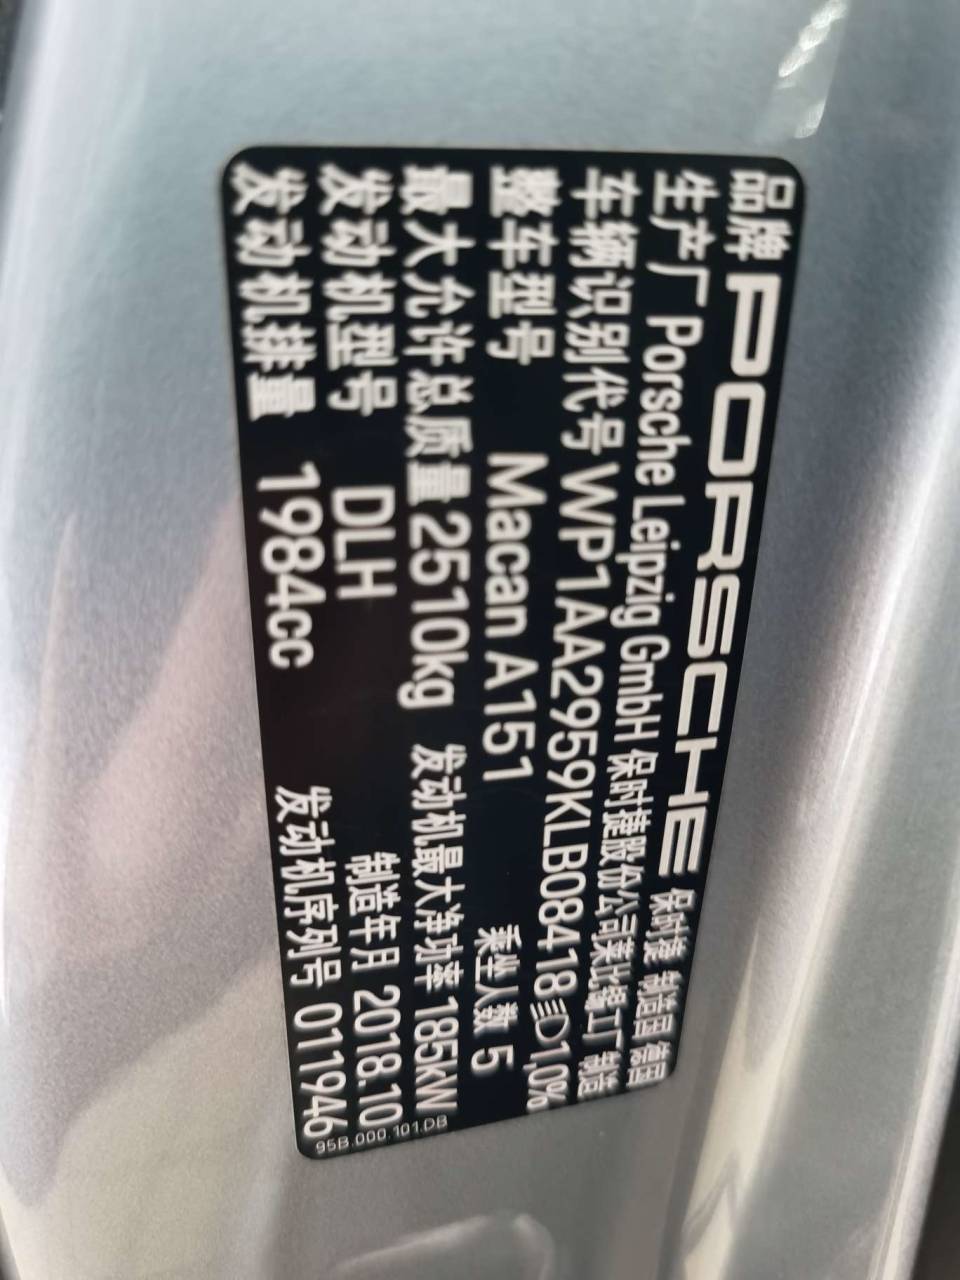 品牌 PORSCHE 保时捷 制造国 德国
生产厂 Porsche Leipzig GmbH 保时捷股份公司莱比锡工厂 制造
车辆识别代号 WP1AA2959KLB08418 1,0%
整车型号 Macan A151 乘坐人数 5
最大允许总质量 2510kg 发动机最大净功率 185kW
发动机型号 DLH 制造年月 2018.10
发动机排量 1984cc 发动机序列号 011946
95B.000.101.DB